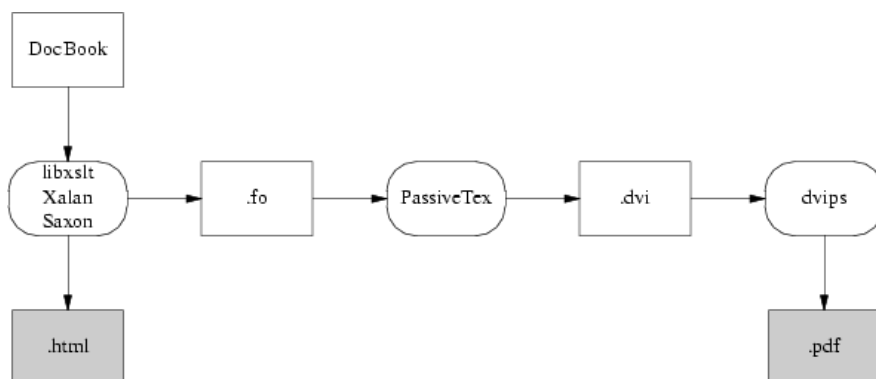 DocBook
libxslt
Xalan
Saxon
.fo
PassiveTex
.dvi
dvips
.html
.pdf